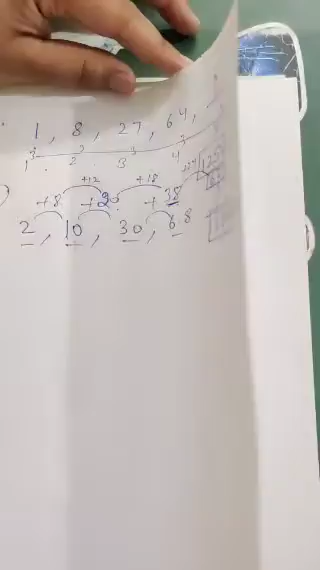 1, 8, 27, 64,
1³ 2³ 3³ 4³
+12 +18
+8 +20 +38
2, 10, 30, 68